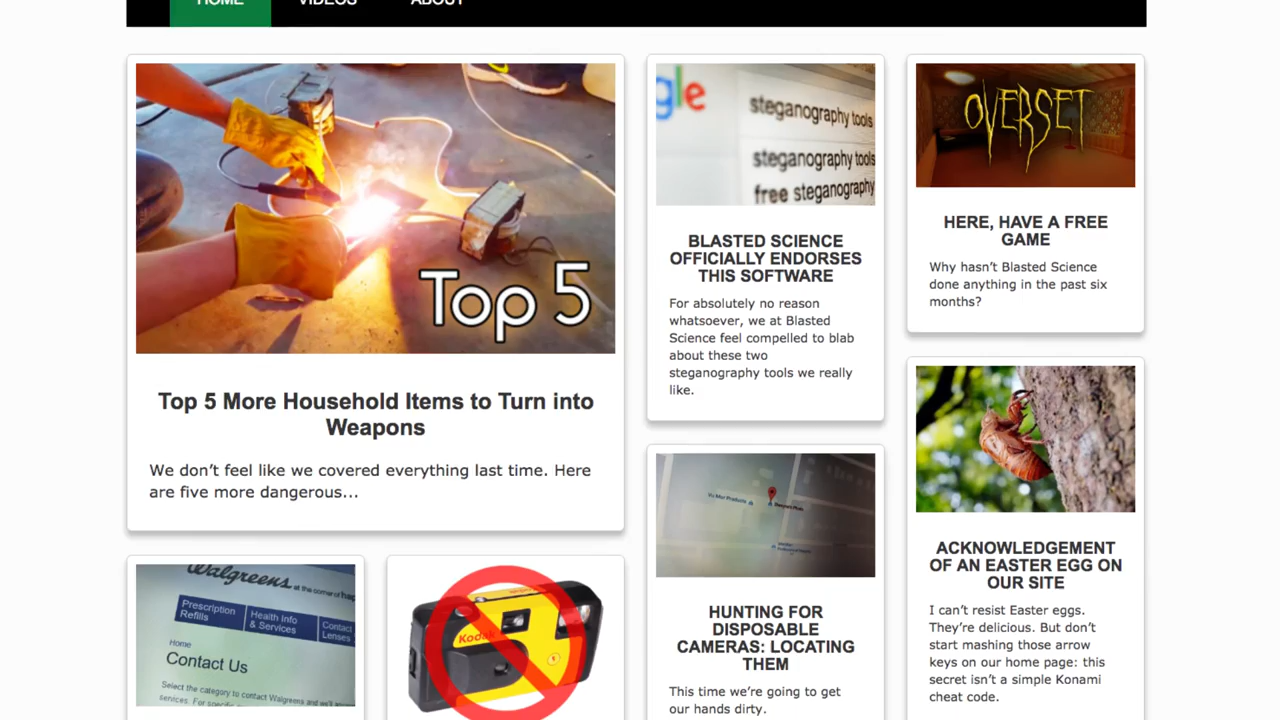 HOME
VIDEOS
ABOUT
Top 5
Top 5 More Household Items to Turn into
Weapons
We don’t feel like we covered everything last time. Here
are five more dangerous...
gle
steganography tools
steganography tools
free steganography
BLASTED SCIENCE
OFFICIALLY ENDORSES
THIS SOFTWARE
For absolutely no reason
whatsoever, we at Blasted
Science feel compelled to blab
about these two
steganography tools we really
like.
OVERSET
HERE, HAVE A FREE
GAME
Why hasn’t Blasted Science
done anything in the past six
months?
ACKNOWLEDGEMENT
OF AN EASTER EGG ON
OUR SITE
I can’t resist Easter eggs.
They’re delicious. But don’t
start mashing those arrow
keys on our home page: this
secret isn’t a simple Konami
cheat code.
HUNTING FOR
DISPOSABLE
CAMERAS: LOCATING
THEM
This time we’re going to get
our hands dirty.
Walgreens at the corner of
Prescription
Refills
Health Info
& Services
Contact
Lenses
Home
Contact Us
Select the category to contact Walgreens and
services. For
Kodak